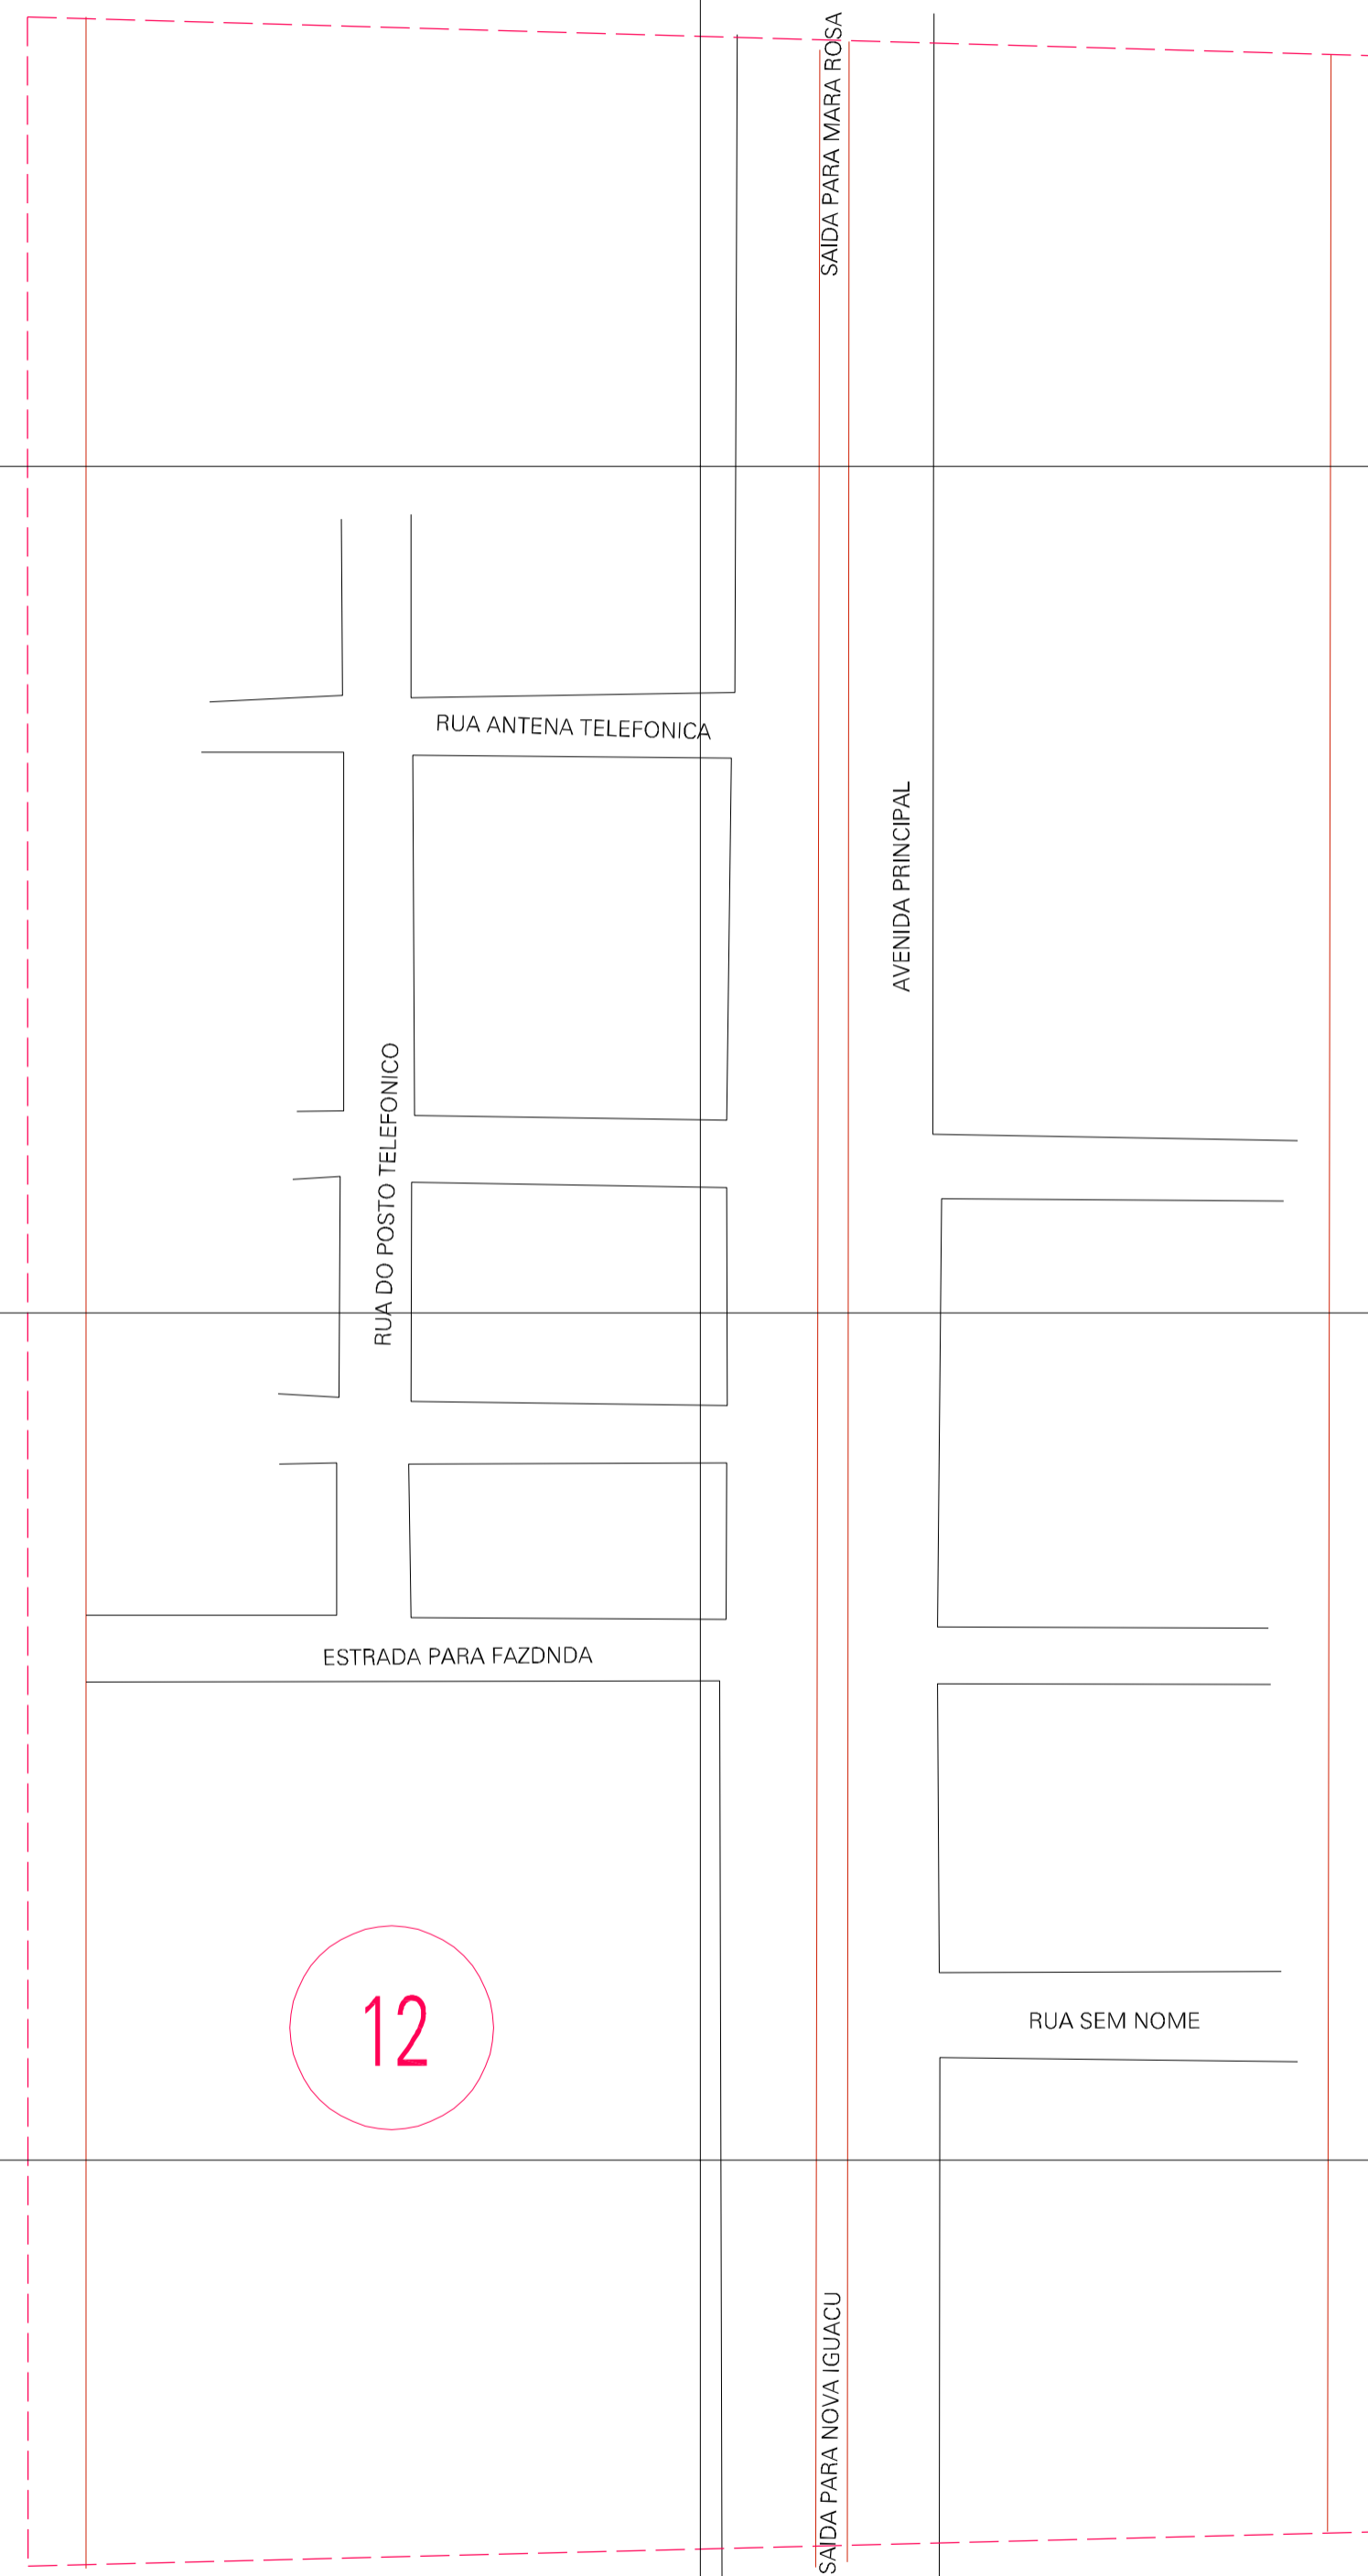 SAIDA PARA MARA ROSA
RUA ANTENA TELEFONICA
AVENIDA PRINCIPAL
RUA DO POSTO TELEFONICO
ESTRADA PARA FAZDNDA
12
RUA SEM NOME
SAIDA PARA NOVA IGUACU